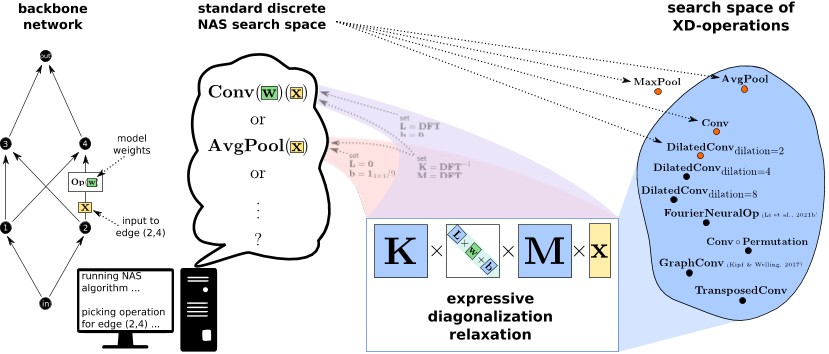 backbone
network
out
3
4
model
weights
Op w
x
input to
edge (2,4)
1
2
in
running NAS
algorithm ...
picking operation
for edge (2,4) ...
standard discrete
NAS search space
Conv(w)(x)
or
AvgPool(x)
or
⋮
?
set
L = DFT
b = 0
set
L = 0
set
K = DFT⁻¹
M = DFT
K × L × w + b × M × x
expressive
diagonalization
relaxation
search space of
XD-operations
MaxPool
AvgPool
Conv
DilatedConv dilation=2
DilatedConv dilation=4
DilatedConv dilation=8
FourierNeuralOp (Li et al., 2021b)
Conv ∘ Permutation
GraphConv (Kipf & Welling, 2017)
TransposedConv